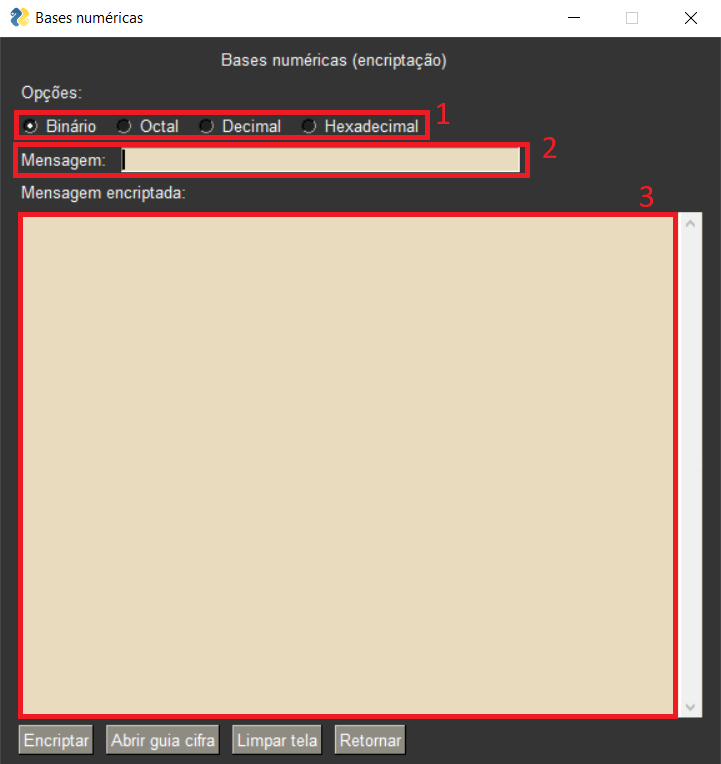 Bases numéricas
Bases numéricas (encriptação)
Opções:
Binário Octal Decimal Hexadecimal 1
Mensagem: 2
Mensagem encriptada: 3
Encriptar Abrir guia cifra Limpar tela Retornar